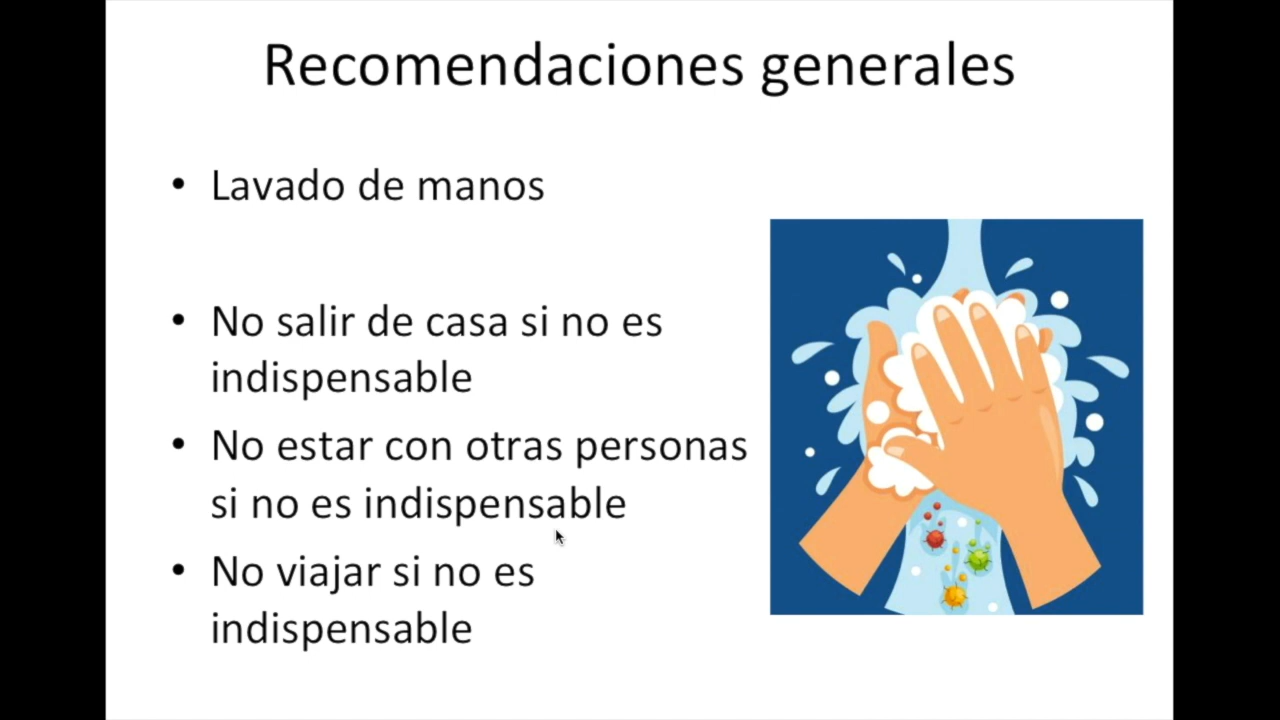 Recomendaciones generales
• Lavado de manos
• No salir de casa si no es
indispensable
• No estar con otras personas
si no es indispensable
• No viajar si no es
indispensable